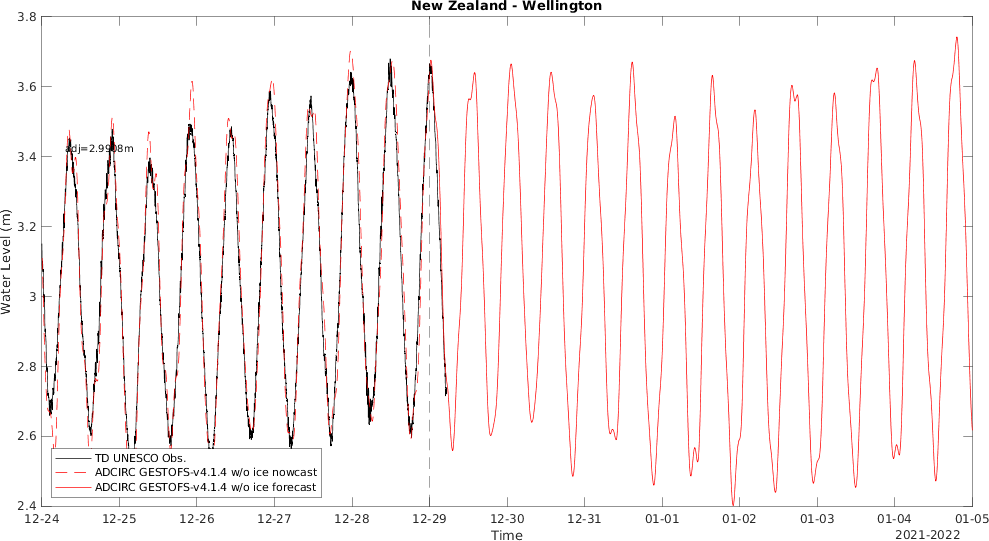 New Zealand - Wellington
Water Level (m)
3.8
3.6
3.4
3.2
3
2.8
2.6
2.4
adj=2.9908m
TD UNESCO Obs.
ADCIRC GESTOFS-v4.1.4 w/o ice nowcast
ADCIRC GESTOFS-v4.1.4 w/o ice forecast
12-24 12-25 12-26 12-27 12-28 12-29 12-30 12-31 01-01 01-02 01-03 01-04 01-05
Time
2021-2022